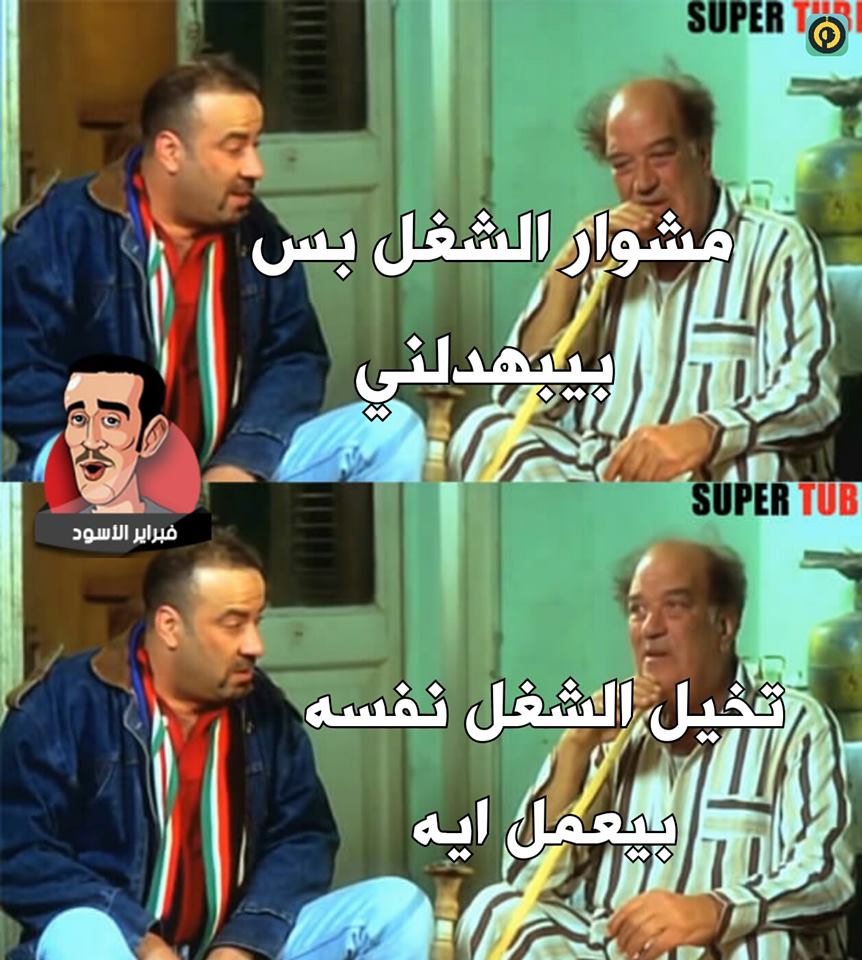 SUPER TUB
مشوار الشغل بس
بيبهدلني
فبراير الأسود
SUPER TUB
تخيل الشغل نفسه
بيعمل ايه